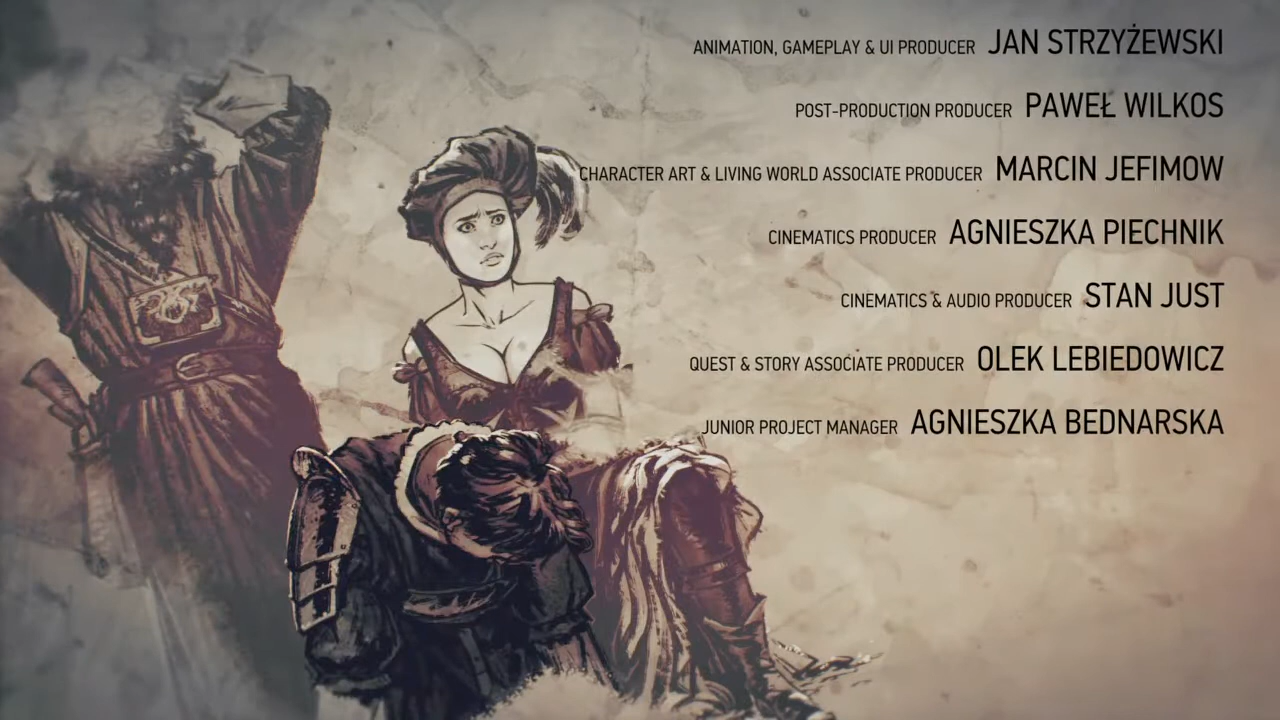 ANIMATION, GAMEPLAY & UI PRODUCER JAN STRZYŻEWSKI
POST-PRODUCTION PRODUCER PAWEŁ WILKOS
CHARACTER ART & LIVING WORLD ASSOCIATE PRODUCER MARCIN JEFIMOW
CINEMATICS PRODUCER AGNIESZKA PIECHNIK
CINEMATICS & AUDIO PRODUCER STAN JUST
QUEST & STORY ASSOCIATE PRODUCER OLEK LEBIEDOWICZ
JUNIOR PROJECT MANAGER AGNIESZKA BEDNARSKA